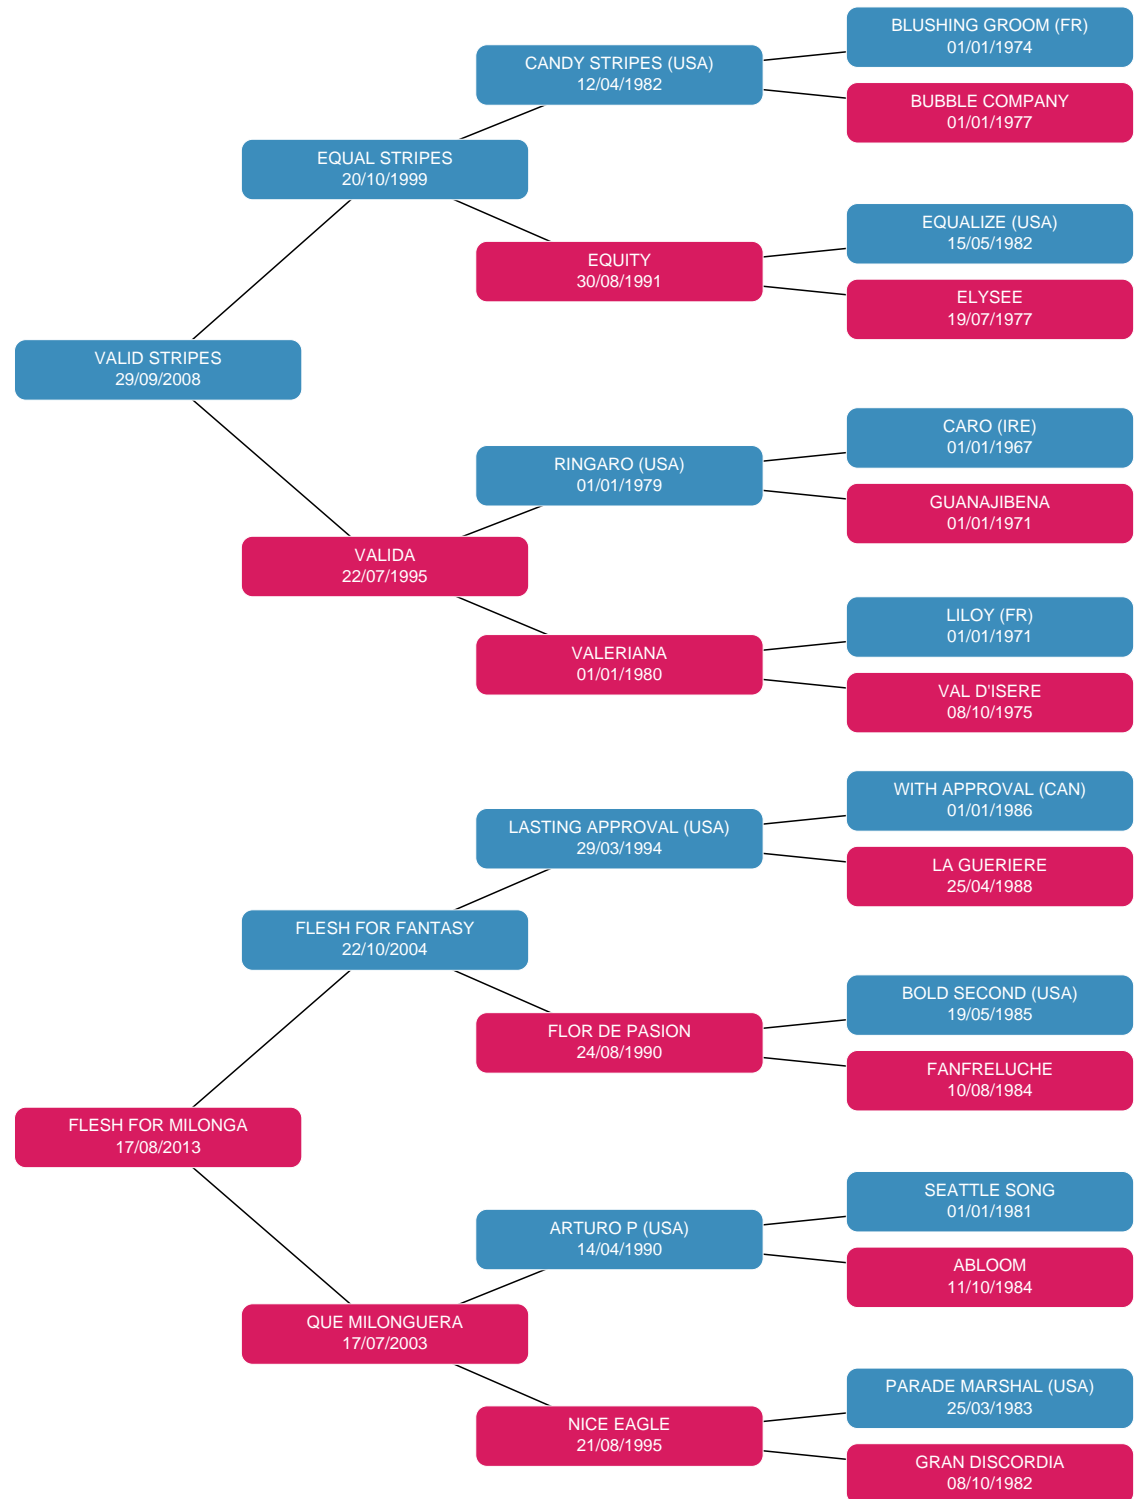 BLUSHING GROOM (FR)
01/01/1974
CANDY STRIPES (USA)
12/04/1982
BUBBLE COMPANY
01/01/1977
EQUAL STRIPES
20/10/1999
EQUALIZE (USA)
15/05/1982
EQUITY
30/08/1991
ELYSEE
19/07/1977
VALID STRIPES
29/09/2008
CARO (IRE)
01/01/1967
RINGARO (USA)
01/01/1979
GUANAJIBENA
01/01/1971
VALIDA
22/07/1995
LILOY (FR)
01/01/1971
VALERIANA
01/01/1980
VAL D'ISERE
08/10/1975
WITH APPROVAL (CAN)
01/01/1986
LASTING APPROVAL (USA)
29/03/1994
LA GUERIERE
25/04/1988
FLESH FOR FANTASY
22/10/2004
BOLD SECOND (USA)
19/05/1985
FLOR DE PASION
24/08/1990
FANFRELUCHE
10/08/1984
FLESH FOR MILONGA
17/08/2013
SEATTLE SONG
01/01/1981
ARTURO P (USA)
14/04/1990
ABLOOM
11/10/1984
QUE MILONGUERA
17/07/2003
PARADE MARSHAL (USA)
25/03/1983
NICE EAGLE
21/08/1995
GRAN DISCORDIA
08/10/1982